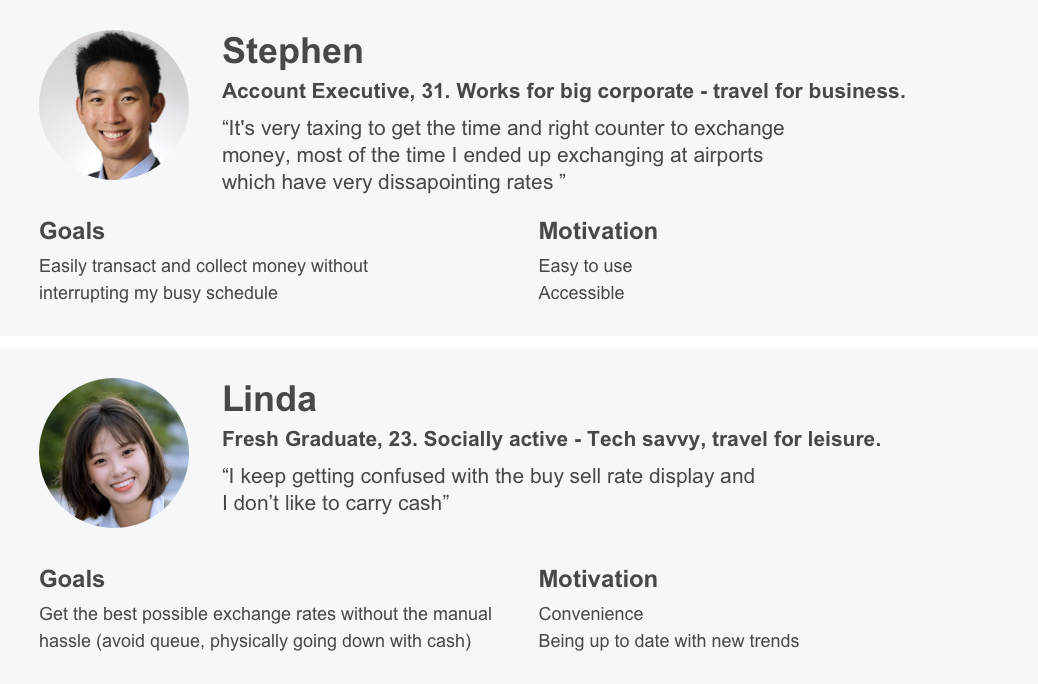 Stephen
Account Executive, 31. Works for big corporate - travel for business.
“It's very taxing to get the time and right counter to exchange
money, most of the time I ended up exchanging at airports
which have very dissapointing rates ”
Goals
Easily transact and collect money without
interrupting my busy schedule
Motivation
Easy to use
Accessible
Linda
Fresh Graduate, 23. Socially active - Tech savvy, travel for leisure.
“I keep getting confused with the buy sell rate display and
I don’t like to carry cash”
Goals
Get the best possible exchange rates without the manual
hassle (avoid queue, physically going down with cash)
Motivation
Convenience
Being up to date with new trends